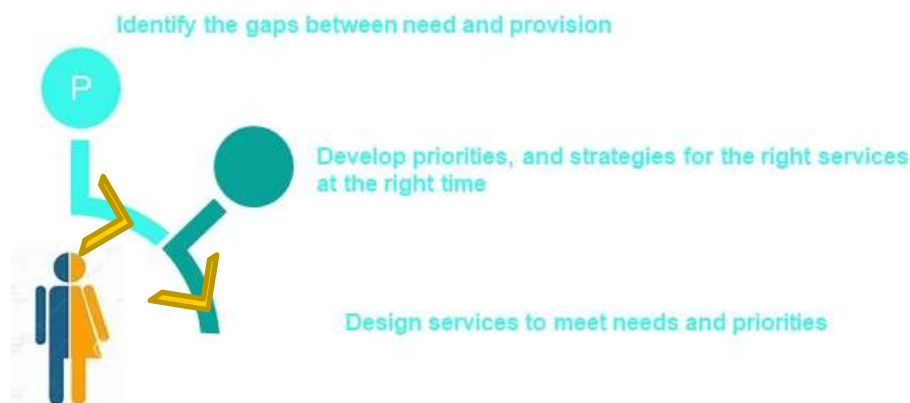 Identify the gaps between need and provision
P
Develop priorities, and strategies for the right services
at the right time
Design services to meet needs and priorities